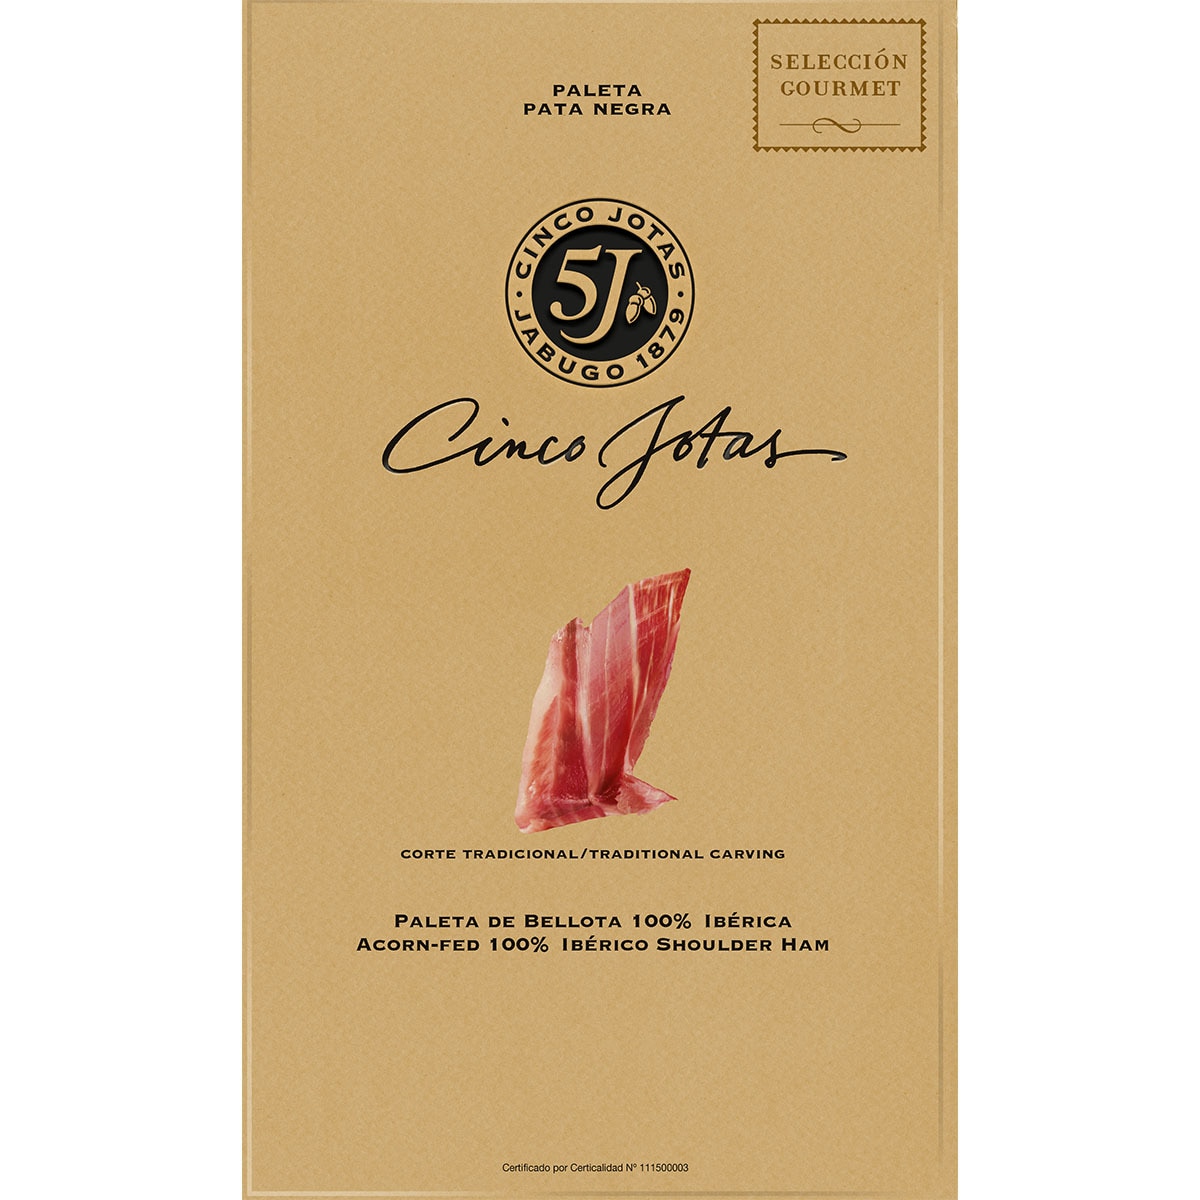 SELECCIÓN
GOURMET
PALETA
PATA NEGRA
CINCO JOTAS
5J
JABUGO 1879
Cinco Jotas
CORTE TRADICIONAL/TRADITIONAL CARVING
PALETA DE BELLOTA 100% IBÉRICA
ACORN-FED 100% IBÉRICO SHOULDER HAM
Certificado por Certicalidad Nº 111500003